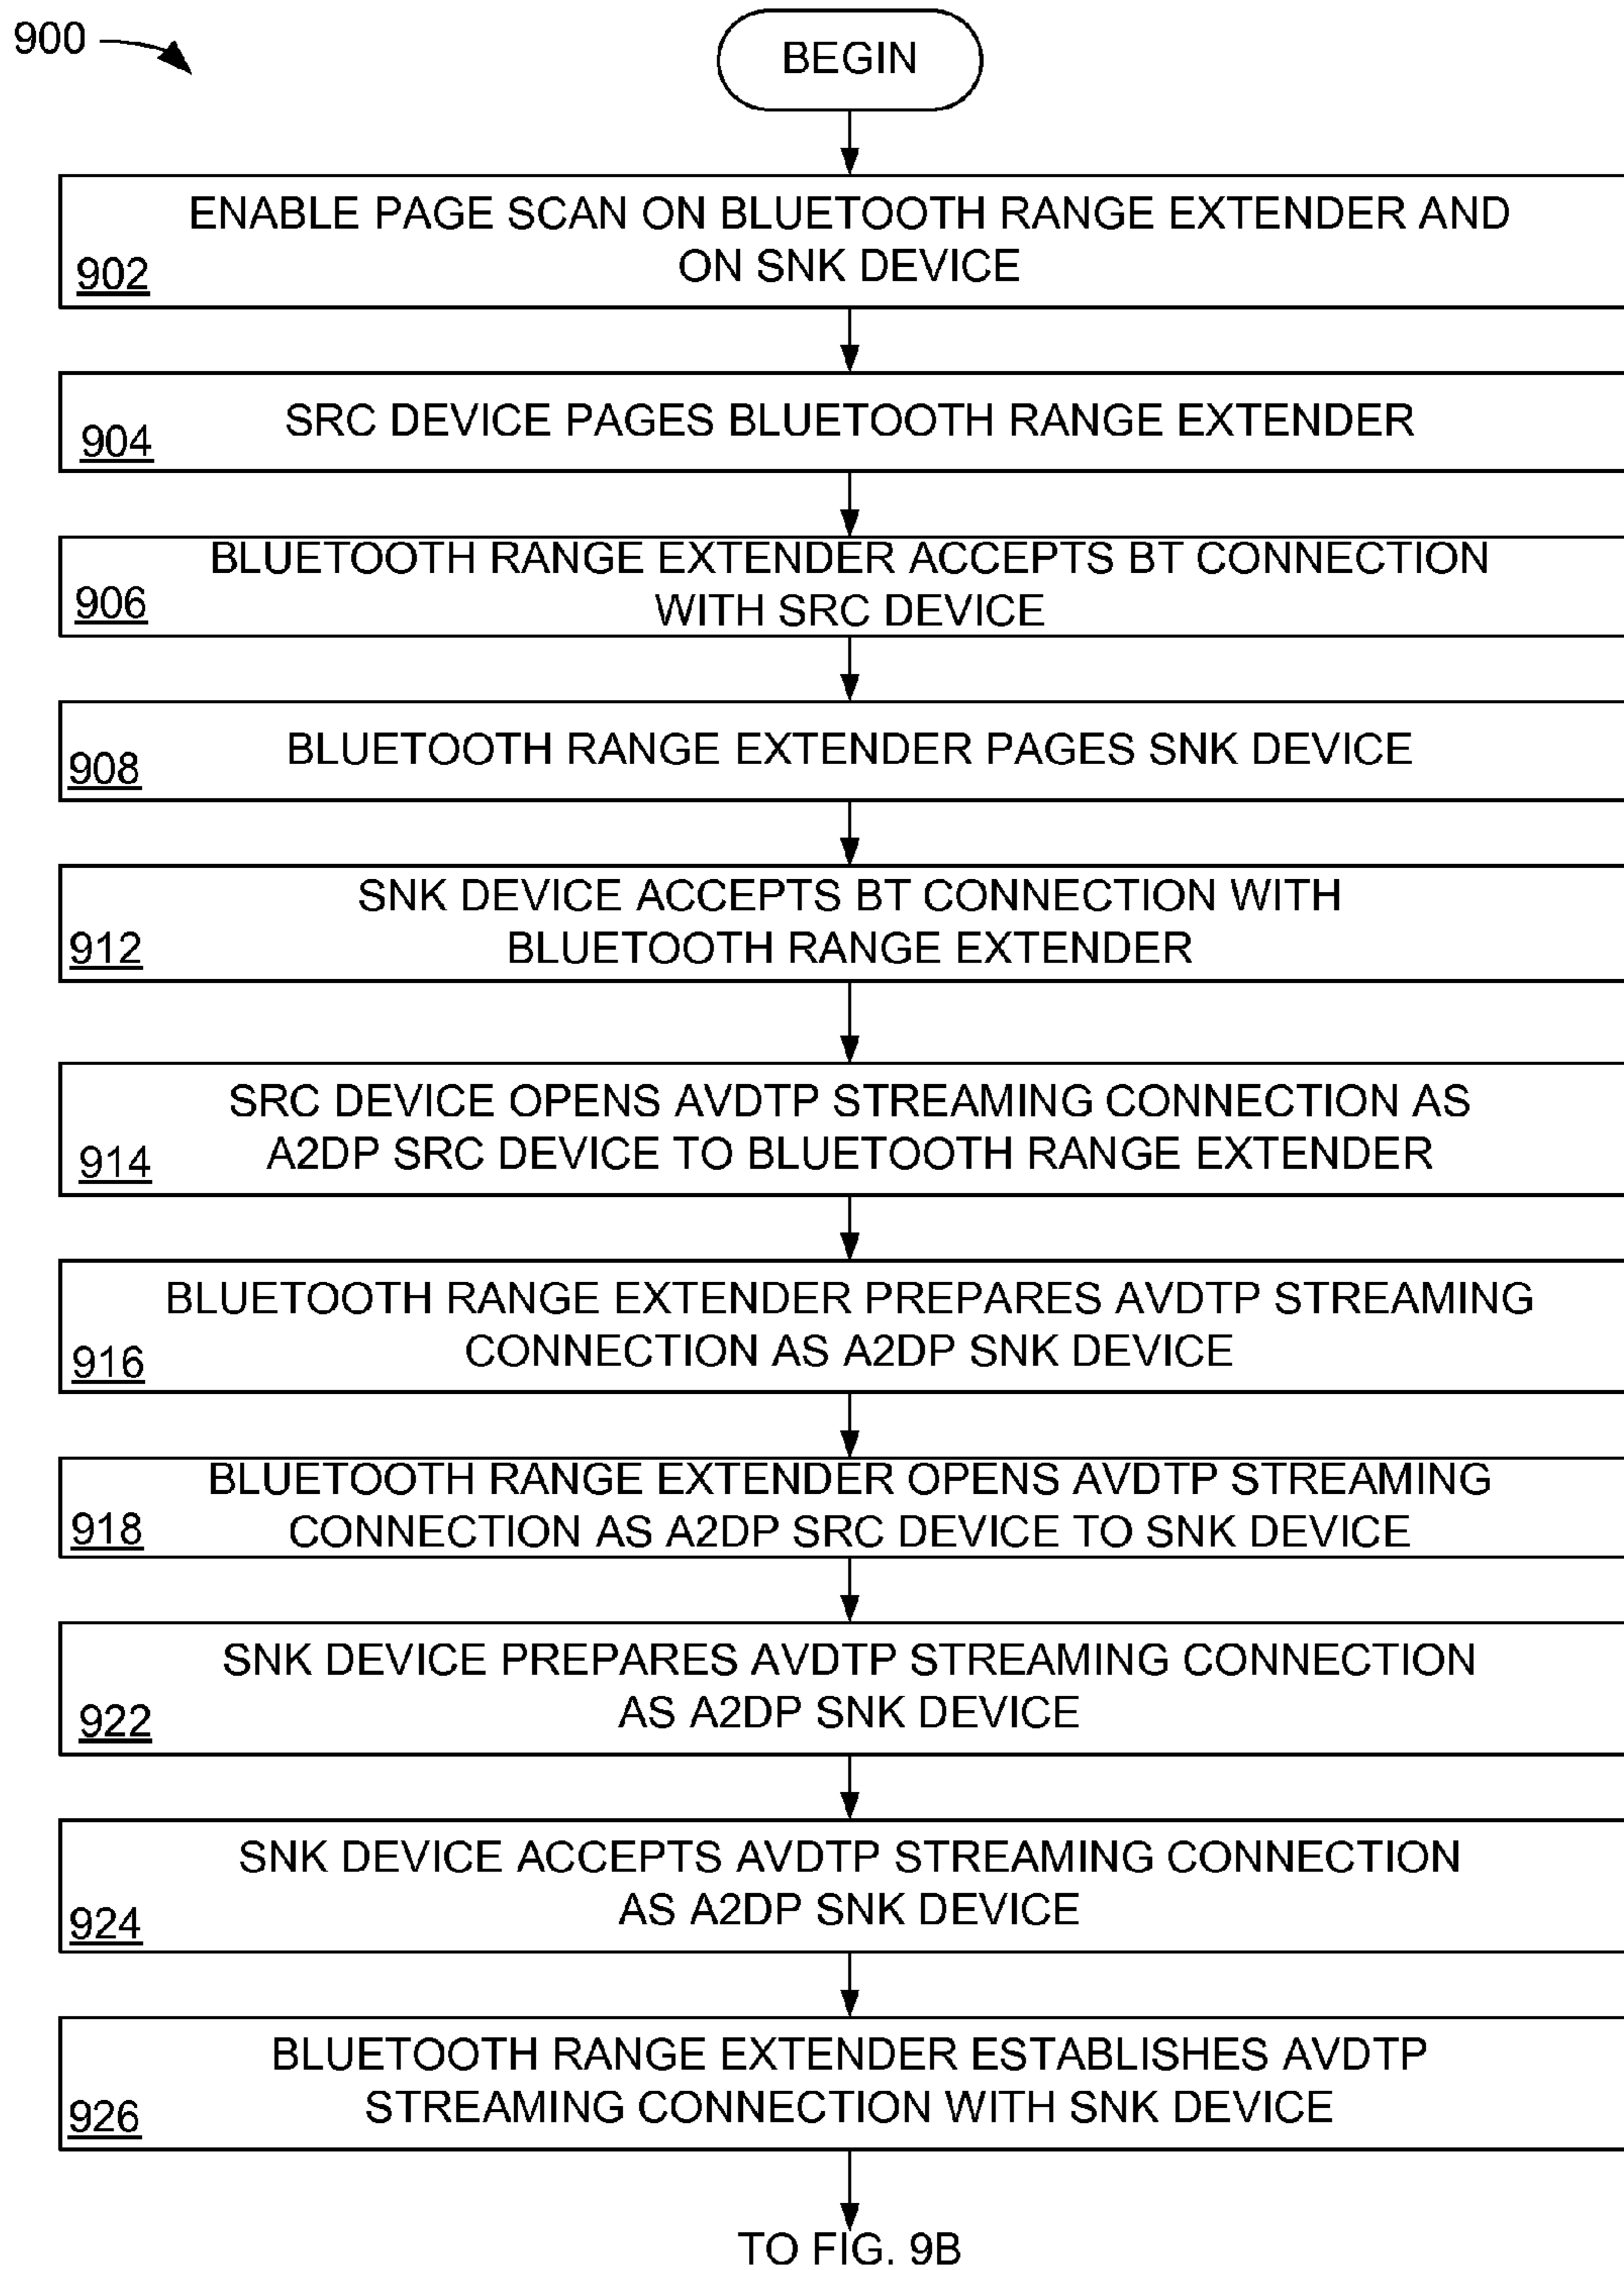 900
BEGIN
ENABLE PAGE SCAN ON BLUETOOTH RANGE EXTENDER AND
ON SNK DEVICE
902
SRC DEVICE PAGES BLUETOOTH RANGE EXTENDER
904
BLUETOOTH RANGE EXTENDER ACCEPTS BT CONNECTION
WITH SRC DEVICE
906
BLUETOOTH RANGE EXTENDER PAGES SNK DEVICE
908
SNK DEVICE ACCEPTS BT CONNECTION WITH
BLUETOOTH RANGE EXTENDER
912
SRC DEVICE OPENS AVDTP STREAMING CONNECTION AS
A2DP SRC DEVICE TO BLUETOOTH RANGE EXTENDER
914
BLUETOOTH RANGE EXTENDER PREPARES AVDTP STREAMING
CONNECTION AS A2DP SNK DEVICE
916
BLUETOOTH RANGE EXTENDER OPENS AVDTP STREAMING
CONNECTION AS A2DP SRC DEVICE TO SNK DEVICE
918
SNK DEVICE PREPARES AVDTP STREAMING CONNECTION
AS A2DP SNK DEVICE
922
SNK DEVICE ACCEPTS AVDTP STREAMING CONNECTION
AS A2DP SNK DEVICE
924
BLUETOOTH RANGE EXTENDER ESTABLISHES AVDTP
STREAMING CONNECTION WITH SNK DEVICE
926
TO FIG. 9B